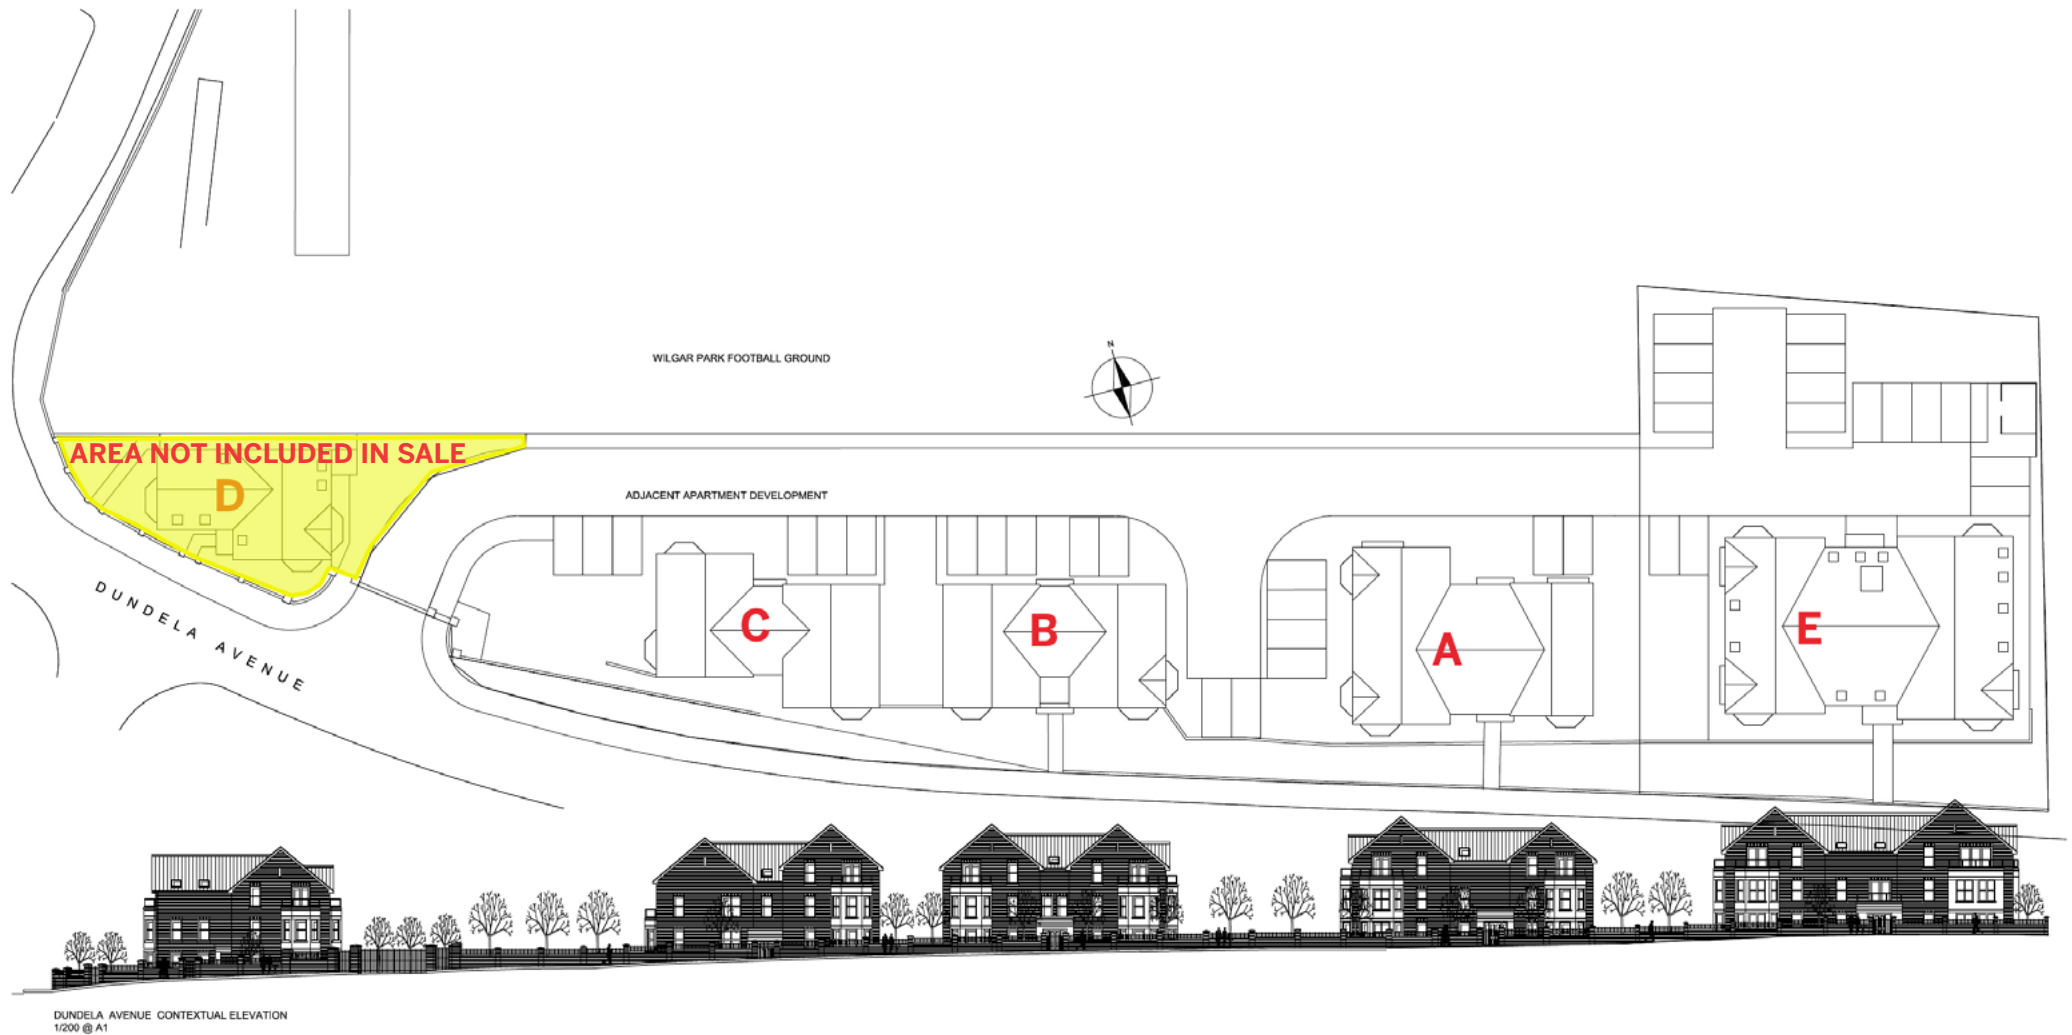 N
WILGAR PARK FOOTBALL GROUND
AREA NOT INCLUDED IN SALE
D
ADJACENT APARTMENT DEVELOPMENT
DUNDELA AVENUE
C
B
A
E
DUNDELA AVENUE CONTEXTUAL ELEVATION
1/200 @ A1